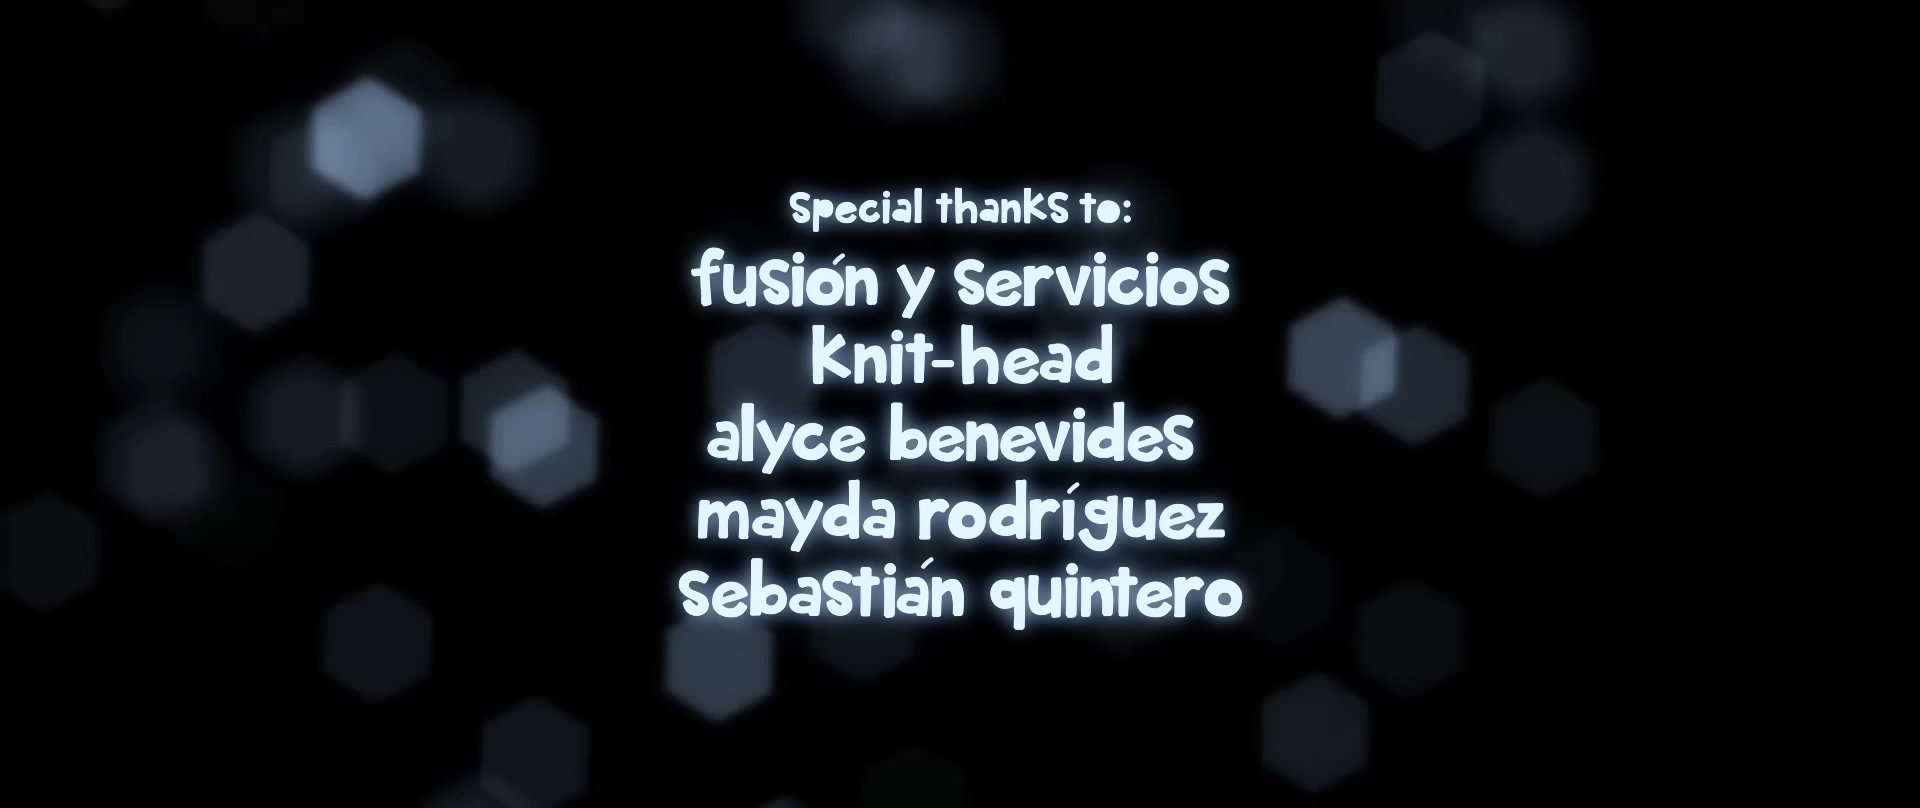 special thanks to:
fusión y servicios
knit-head
alyce benevides
mayda rodríguez
sebastián quintero